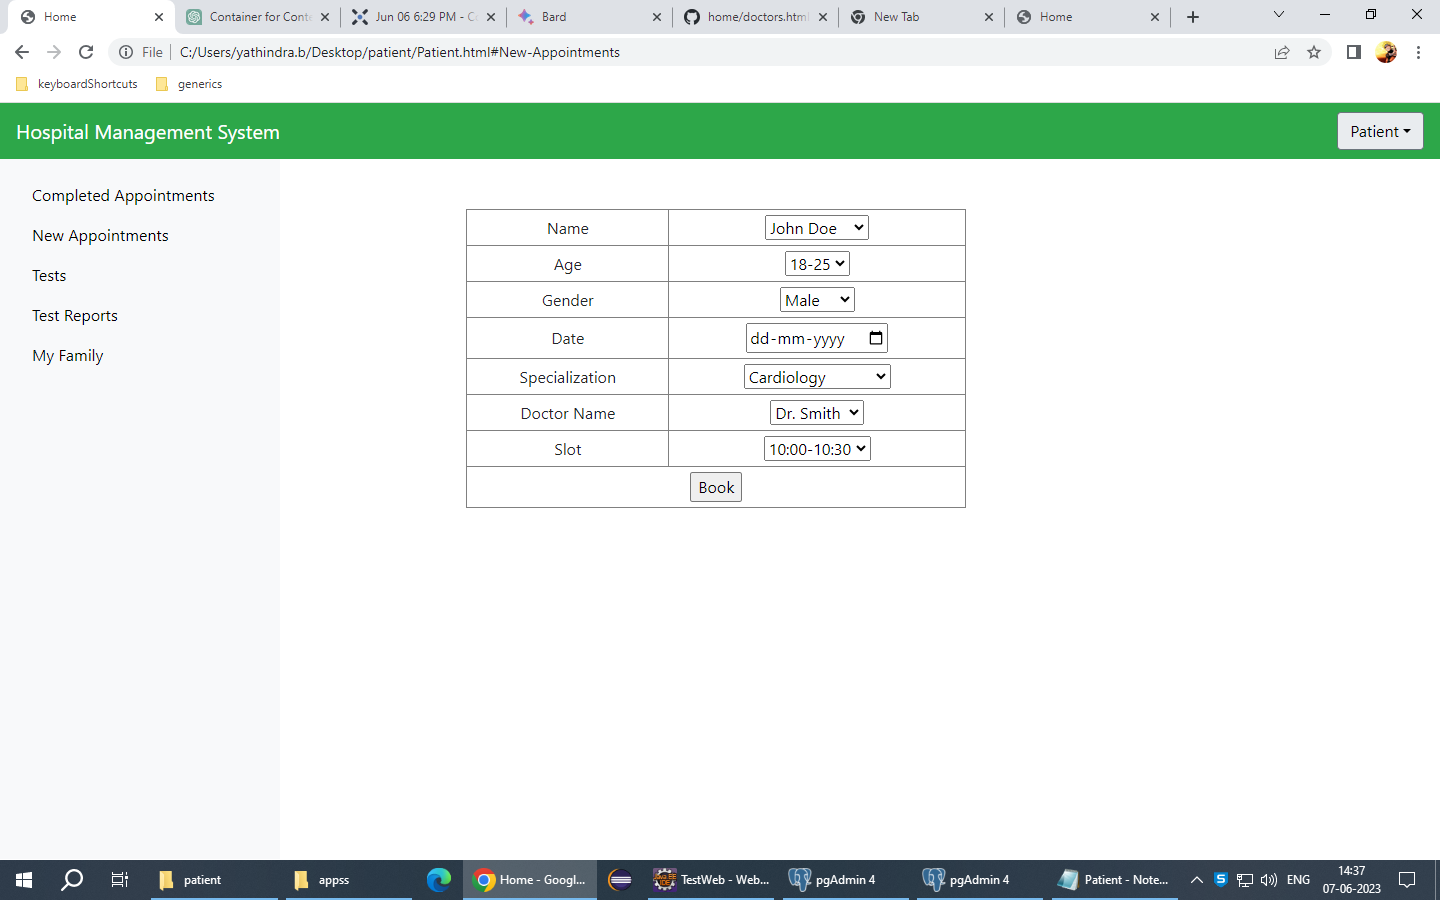 Home
Container for Conte
Jun 06 6:29 PM - C
Bard
home/doctors.html
New Tab
Home
File
C:/Users/yathindra.b/Desktop/patient/Patient.html#New-Appointments
keyboardShortcuts
generics
Hospital Management System
Patient
Completed Appointments
New Appointments
Tests
Test Reports
My Family
Name John Doe
Age 18-25
Gender Male
Date dd-mm-yyyy
Specialization Cardiology
Doctor Name Dr. Smith
Slot 10:00-10:30
Book
patient
appss
Home - Googl...
TestWeb - Web...
pgAdmin 4
pgAdmin 4
Patient - Note...
ENG
14:37
07-06-2023